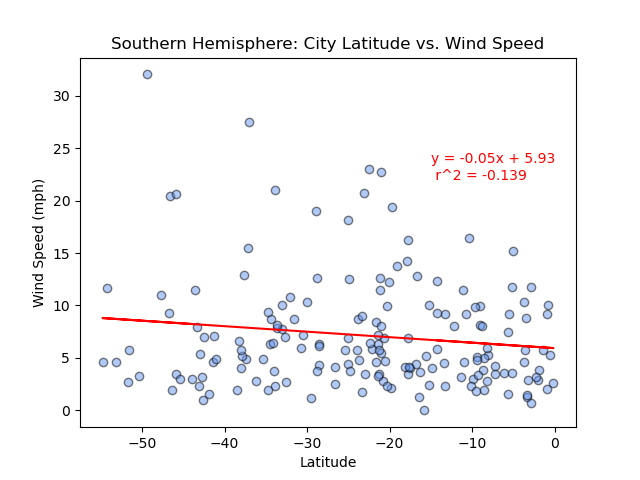 Southern Hemisphere: City Latitude vs. Wind Speed
30
25
20
15
10
5
0
Wind Speed (mph)
y = -0.05x + 5.93
r^2 = -0.139
−50
−40
−30
−20
−10
0
Latitude